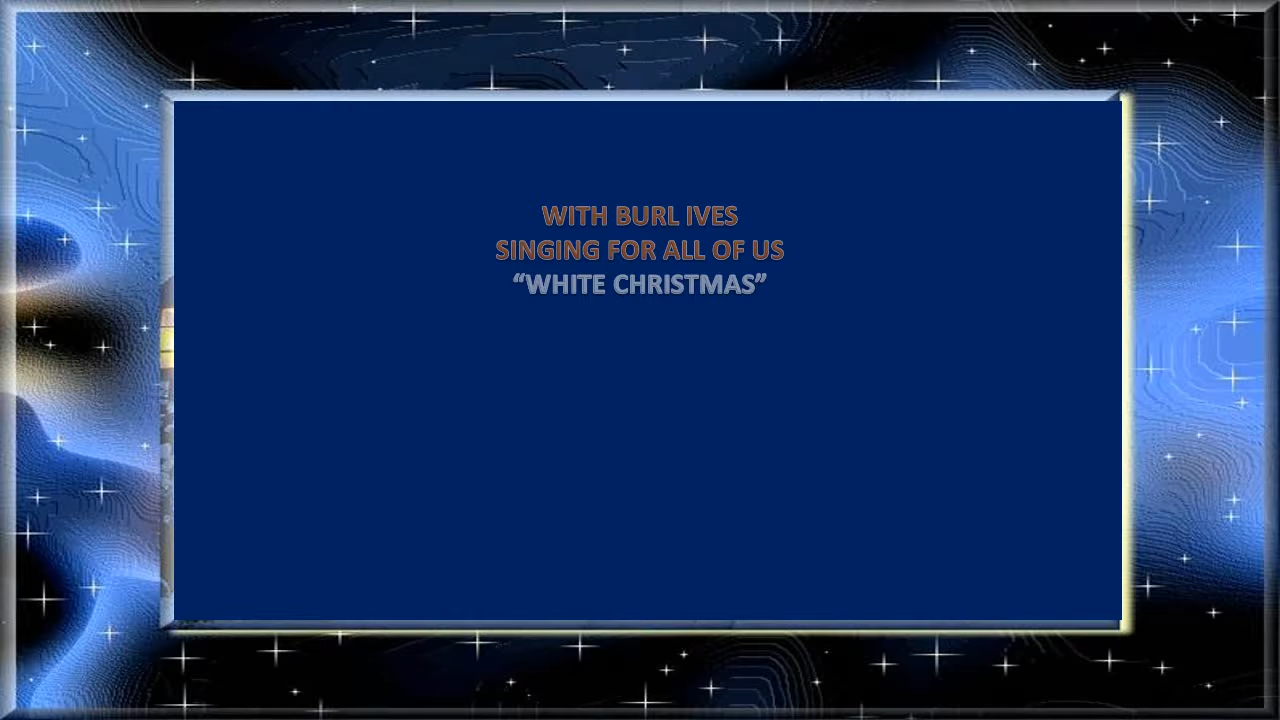 WITH BURL IVES
SINGING FOR ALL OF US
“WHITE CHRISTMAS”